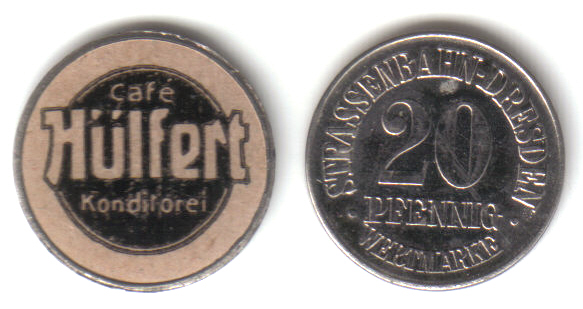 Café
Hülfert
Konditorei
STRASSENBAHN-DRESDEN
20
PFENNIG
· WERTMARKE ·